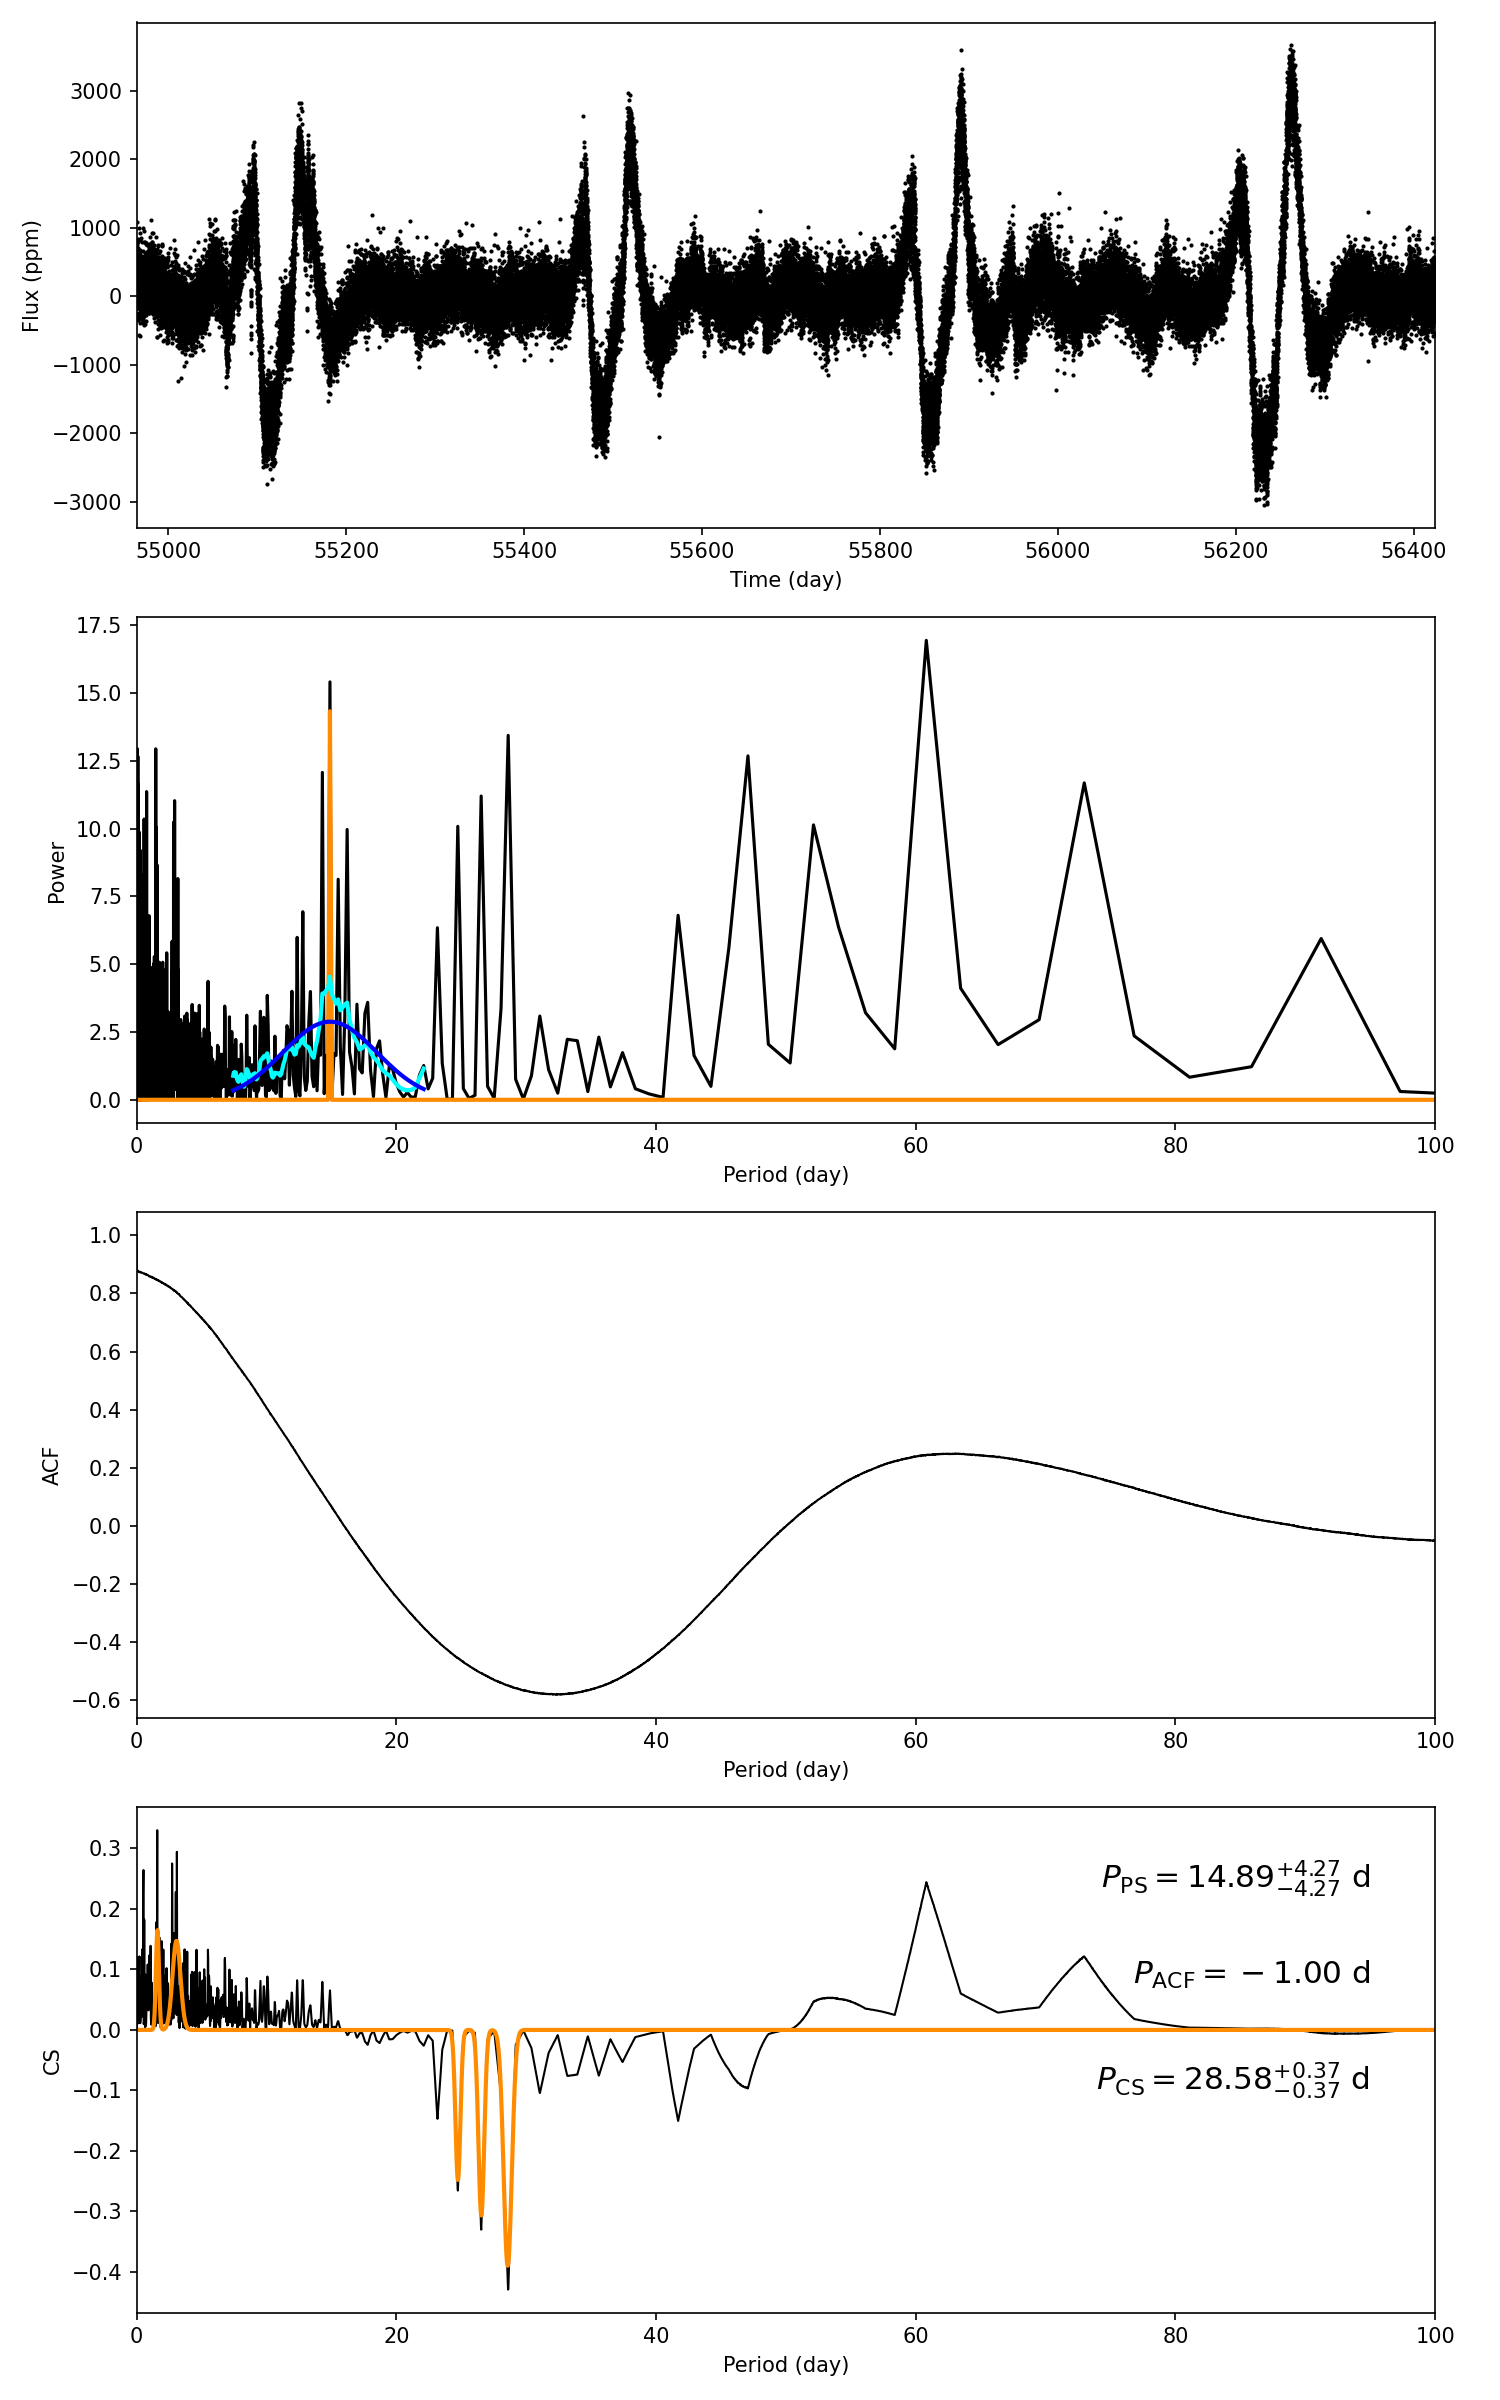 3000
2000
1000
0
−1000
−2000
−3000
Flux (ppm)
55000 55200 55400 55600 55800 56000 56200 56400
Time (day)
17.5
15.0
12.5
10.0
7.5
5.0
2.5
0.0
Power
0 20 40 60 80 100
Period (day)
1.0
0.8
0.6
0.4
0.2
0.0
−0.2
−0.4
−0.6
ACF
0 20 40 60 80 100
Period (day)
0.3
0.2
0.1
0.0
−0.1
−0.2
−0.3
−0.4
CS
P_PS = 14.89^{+4.27}_{−4.27} d
P_ACF = −1.00 d
P_CS = 28.58^{+0.37}_{−0.37} d
0 20 40 60 80 100
Period (day)